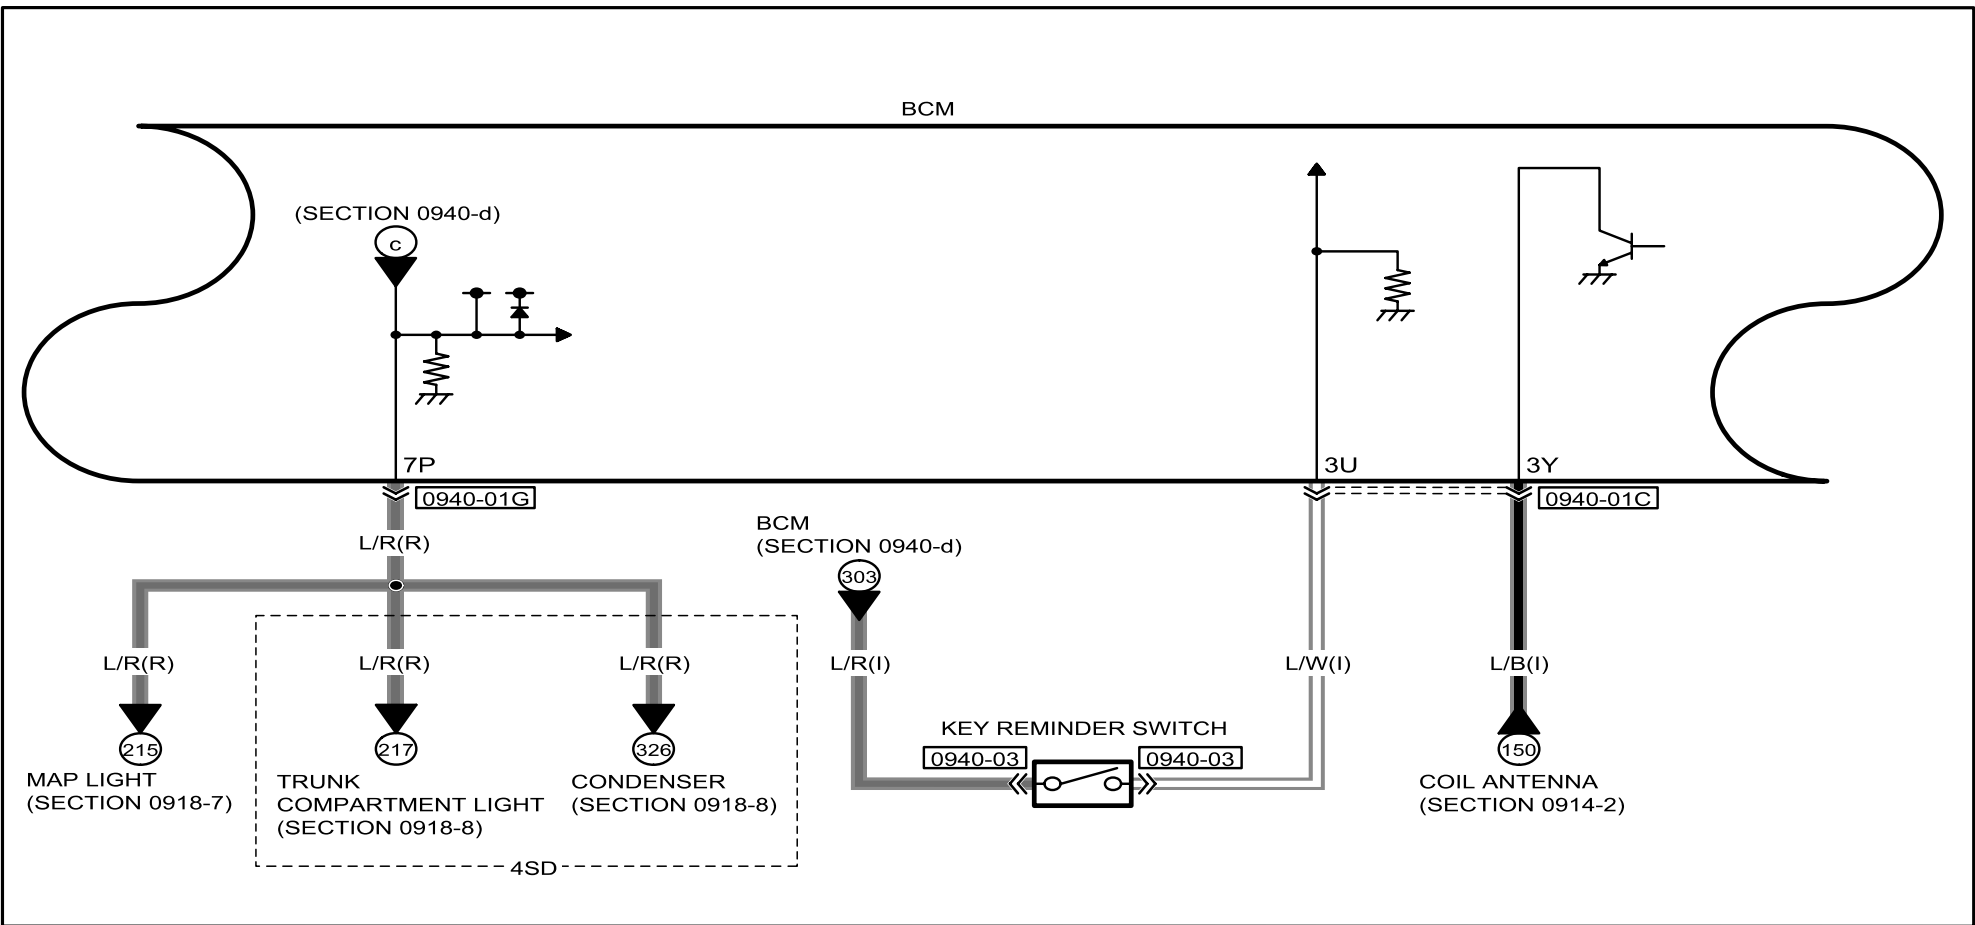 BCM
(SECTION 0940-d)
c
7P
3U
3Y
0940-01G
0940-01C
L/R(R)
BCM
(SECTION 0940-d)
303
L/R(R)
L/R(R)
L/R(R)
L/R(I)
L/W(I)
L/B(I)
KEY REMINDER SWITCH
0940-03
0940-03
215
217
326
150
MAP LIGHT
(SECTION 0918-7)
TRUNK
COMPARTMENT LIGHT
(SECTION 0918-8)
CONDENSER
(SECTION 0918-8)
COIL ANTENNA
(SECTION 0914-2)
4SD